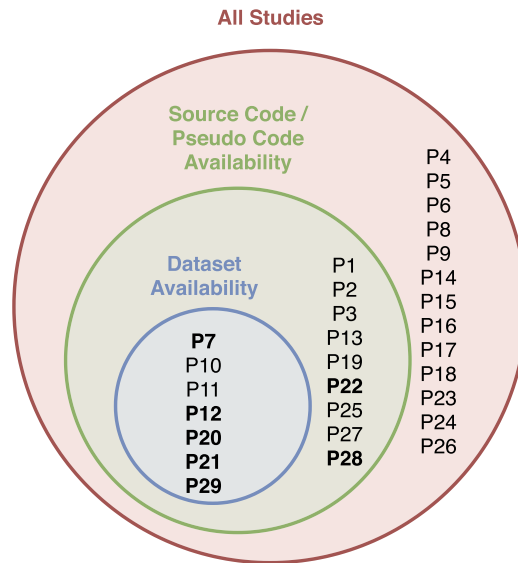 All Studies
Source Code /
Pseudo Code
Availability
Dataset
Availability
P7
P10
P11
P12
P20
P21
P29
P1
P2
P3
P13
P19
P22
P25
P27
P28
P4
P5
P6
P8
P9
P14
P15
P16
P17
P18
P23
P24
P26